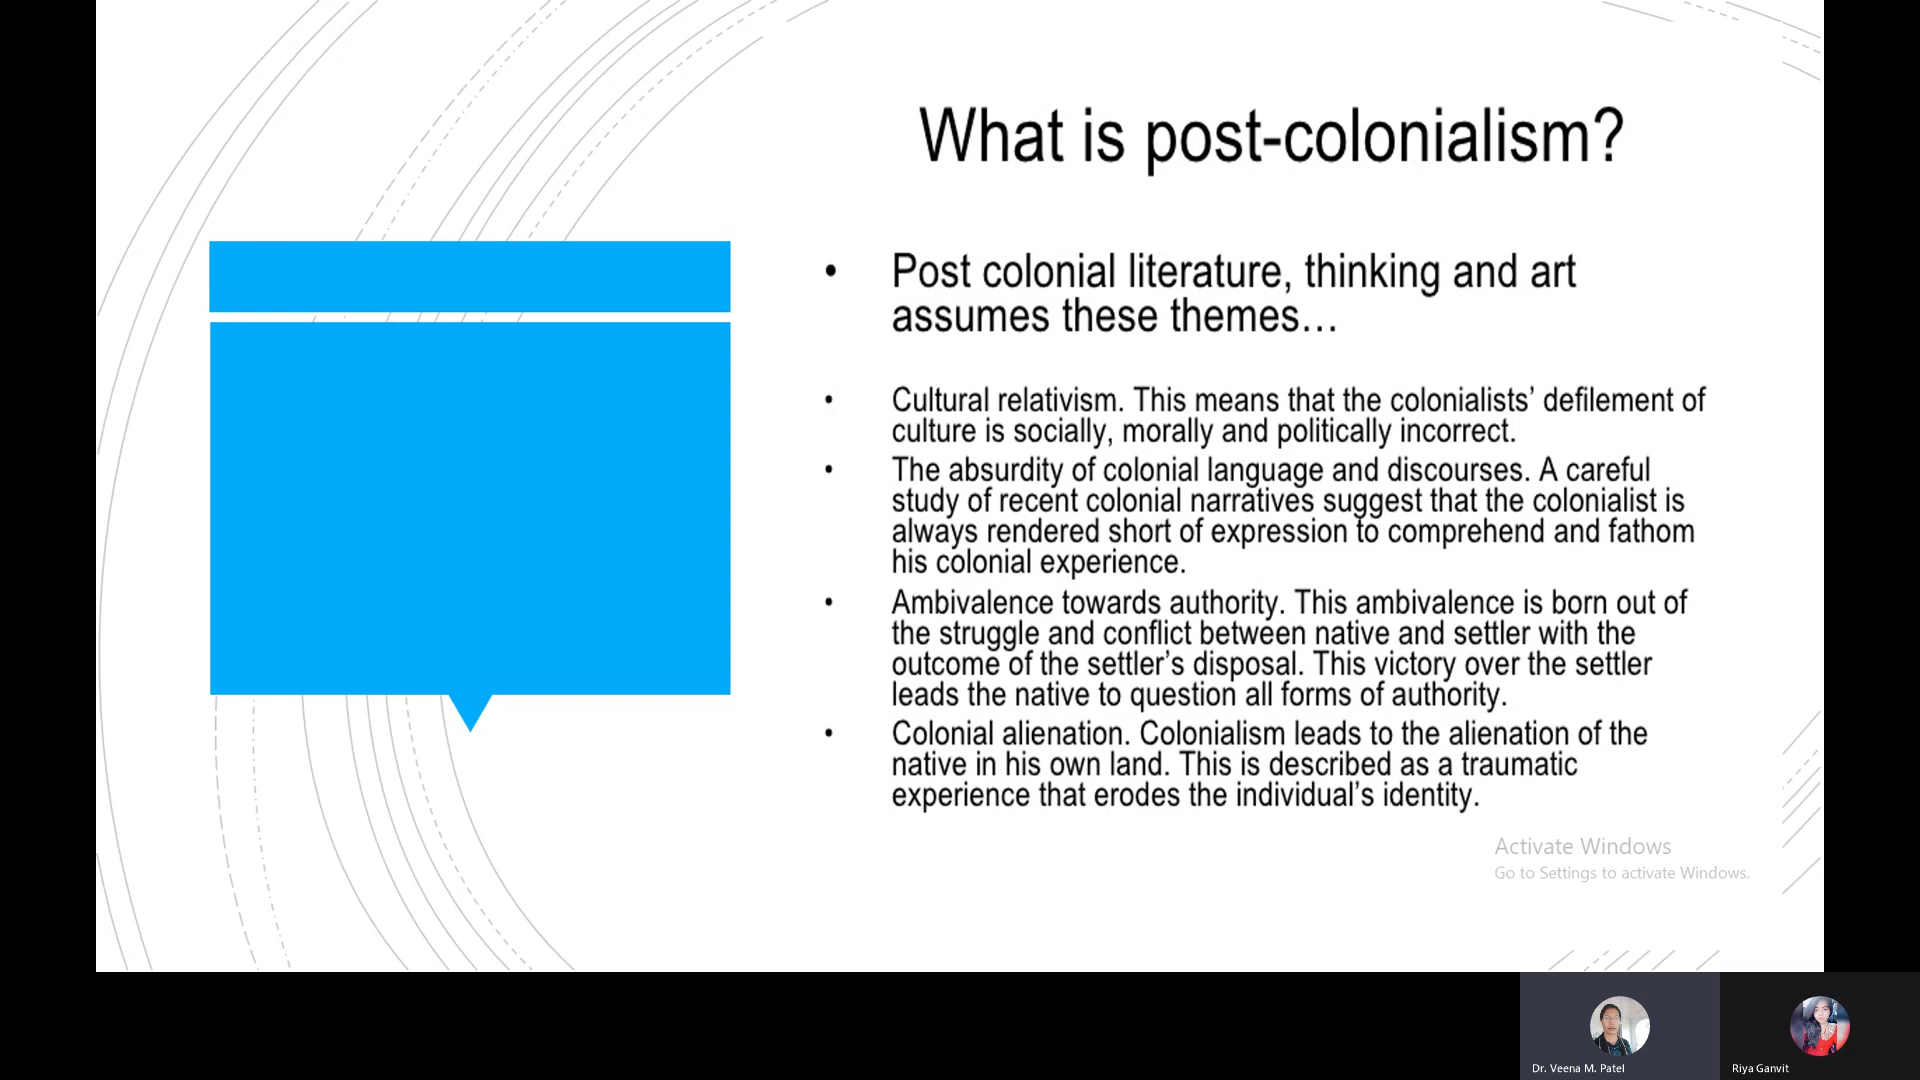 What is post-colonialism?
• Post colonial literature, thinking and art
assumes these themes…
• Cultural relativism. This means that the colonialists’ defilement of
culture is socially, morally and politically incorrect.
• The absurdity of colonial language and discourses. A careful
study of recent colonial narratives suggest that the colonialist is
always rendered short of expression to comprehend and fathom
his colonial experience.
• Ambivalence towards authority. This ambivalence is born out of
the struggle and conflict between native and settler with the
outcome of the settler’s disposal. This victory over the settler
leads the native to question all forms of authority.
• Colonial alienation. Colonialism leads to the alienation of the
native in his own land. This is described as a traumatic
experience that erodes the individual’s identity.
Activate Windows
Go to Settings to activate Windows.
Dr. Veena M. Patel
Riya Ganvit